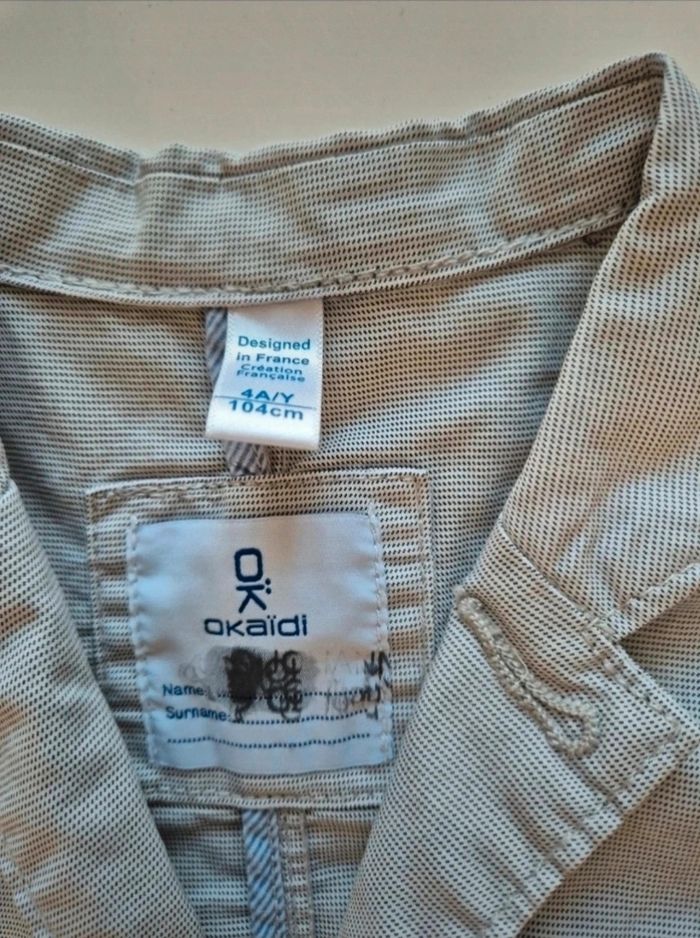 Designed
in France
Création
Française
4A/Y
104cm
OK
OKaïdi
Name:
Surname: